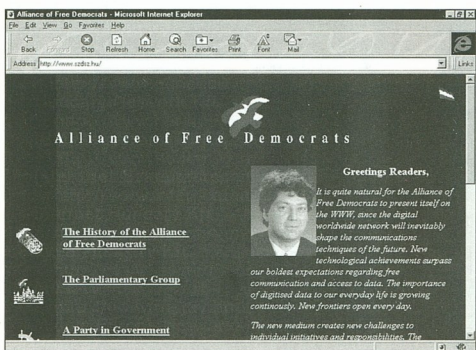 Alliance of Free Democrats - Microsoft Internet Explorer
File Edit View Go Favorites Help
Back Forward Stop Refresh Home Search Favorites Print Font Mail
Address http://www.szdsz.hu/ Links
Alliance of Free Democrats
Greetings Readers,
It is quite natural for the Alliance of
Free Democrats to present itself on
the WWW, since the digital
worldwide network will inevitably
shape the communications
techniques of the future. New
technological achievements surpass
our boldest expectations regarding free
communication and access to data. The importance
of digitised data to our everyday life is growing
continously. New frontiers open every day.
The new medium creates new challenges to
individual initiatives and responsibilities. The
The History of the Alliance
of Free Democrats
The Parliamentary Group
A Party in Government